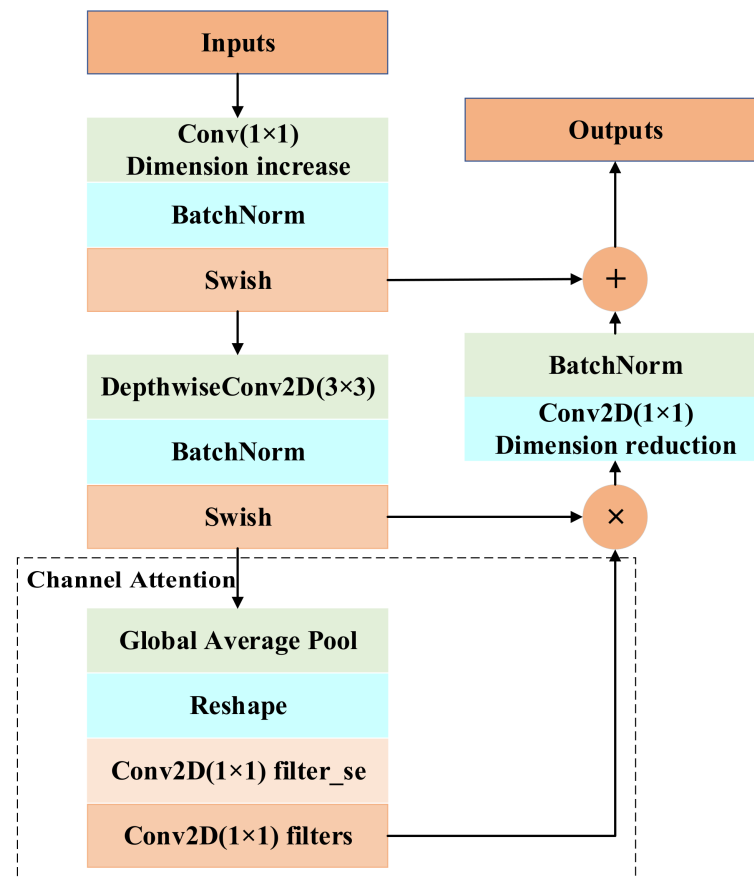 Inputs
Conv(1×1)
Dimension increase
BatchNorm
Swish
DepthwiseConv2D(3×3)
BatchNorm
Swish
Channel Attention
Global Average Pool
Reshape
Conv2D(1×1) filter_se
Conv2D(1×1) filters
Outputs
+
BatchNorm
Conv2D(1×1)
Dimension reduction
×